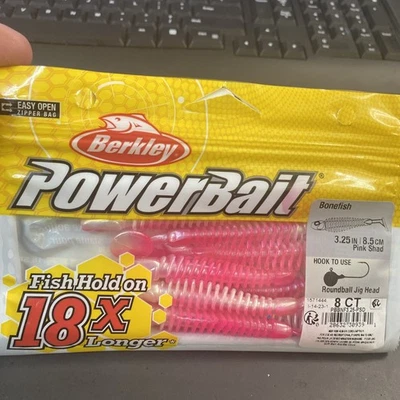 EASY OPEN
ZIPPER BAG
Berkley
PowerBait®
Bonefish
3.25 IN | 8.5 CM
Pink Shad
HOOK TO USE
Roundball Jig Head
8 CT
Fish Hold on
18X
Longer